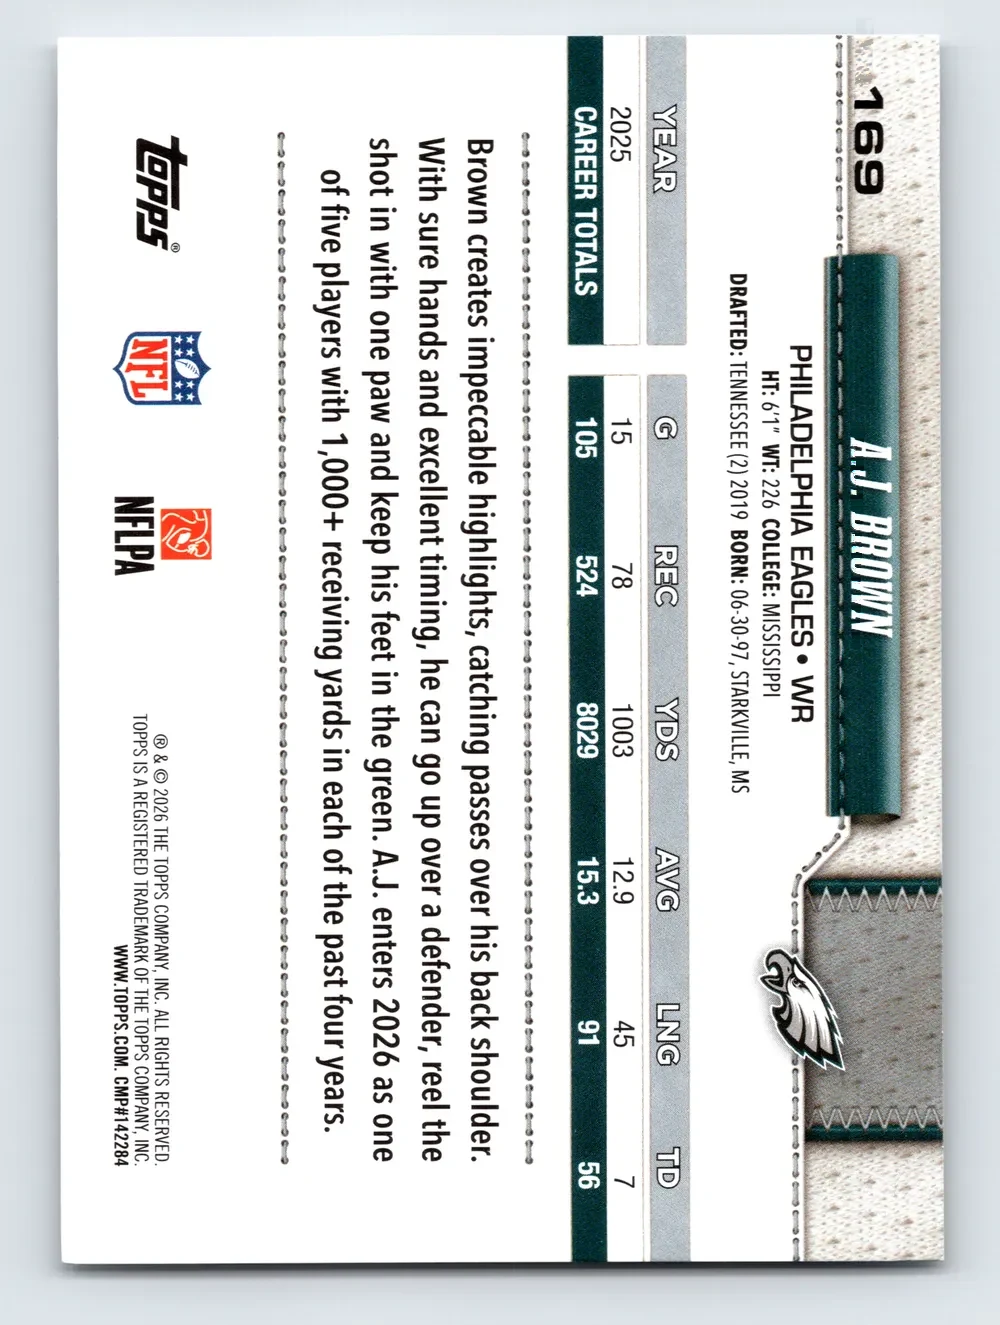 169
A.J. BROWN
PHILADELPHIA EAGLES • WR
HT: 6'1" WT: 226 COLLEGE: MISSISSIPPI
DRAFTED: TENNESSEE (2) 2019 BORN: 06-30-97, STARKVILLE, MS
YEAR G REC YDS AVG LNG TD
2025 15 78 1003 12.9 45 7
CAREER TOTALS 105 524 8029 15.3 91 56
Brown creates impeccable highlights, catching passes over his back shoulder.
With sure hands and excellent timing, he can go up over a defender, reel the
shot in with one paw and keep his feet in the green. A.J. enters 2026 as one
of five players with 1,000+ receiving yards in each of the past four years.
topps®
NFL
NFLPA
® & © 2026 THE TOPPS COMPANY, INC. ALL RIGHTS RESERVED.
TOPPS IS A REGISTERED TRADEMARK OF THE TOPPS COMPANY, INC.
WWW.TOPPS.COM. CMP#142284